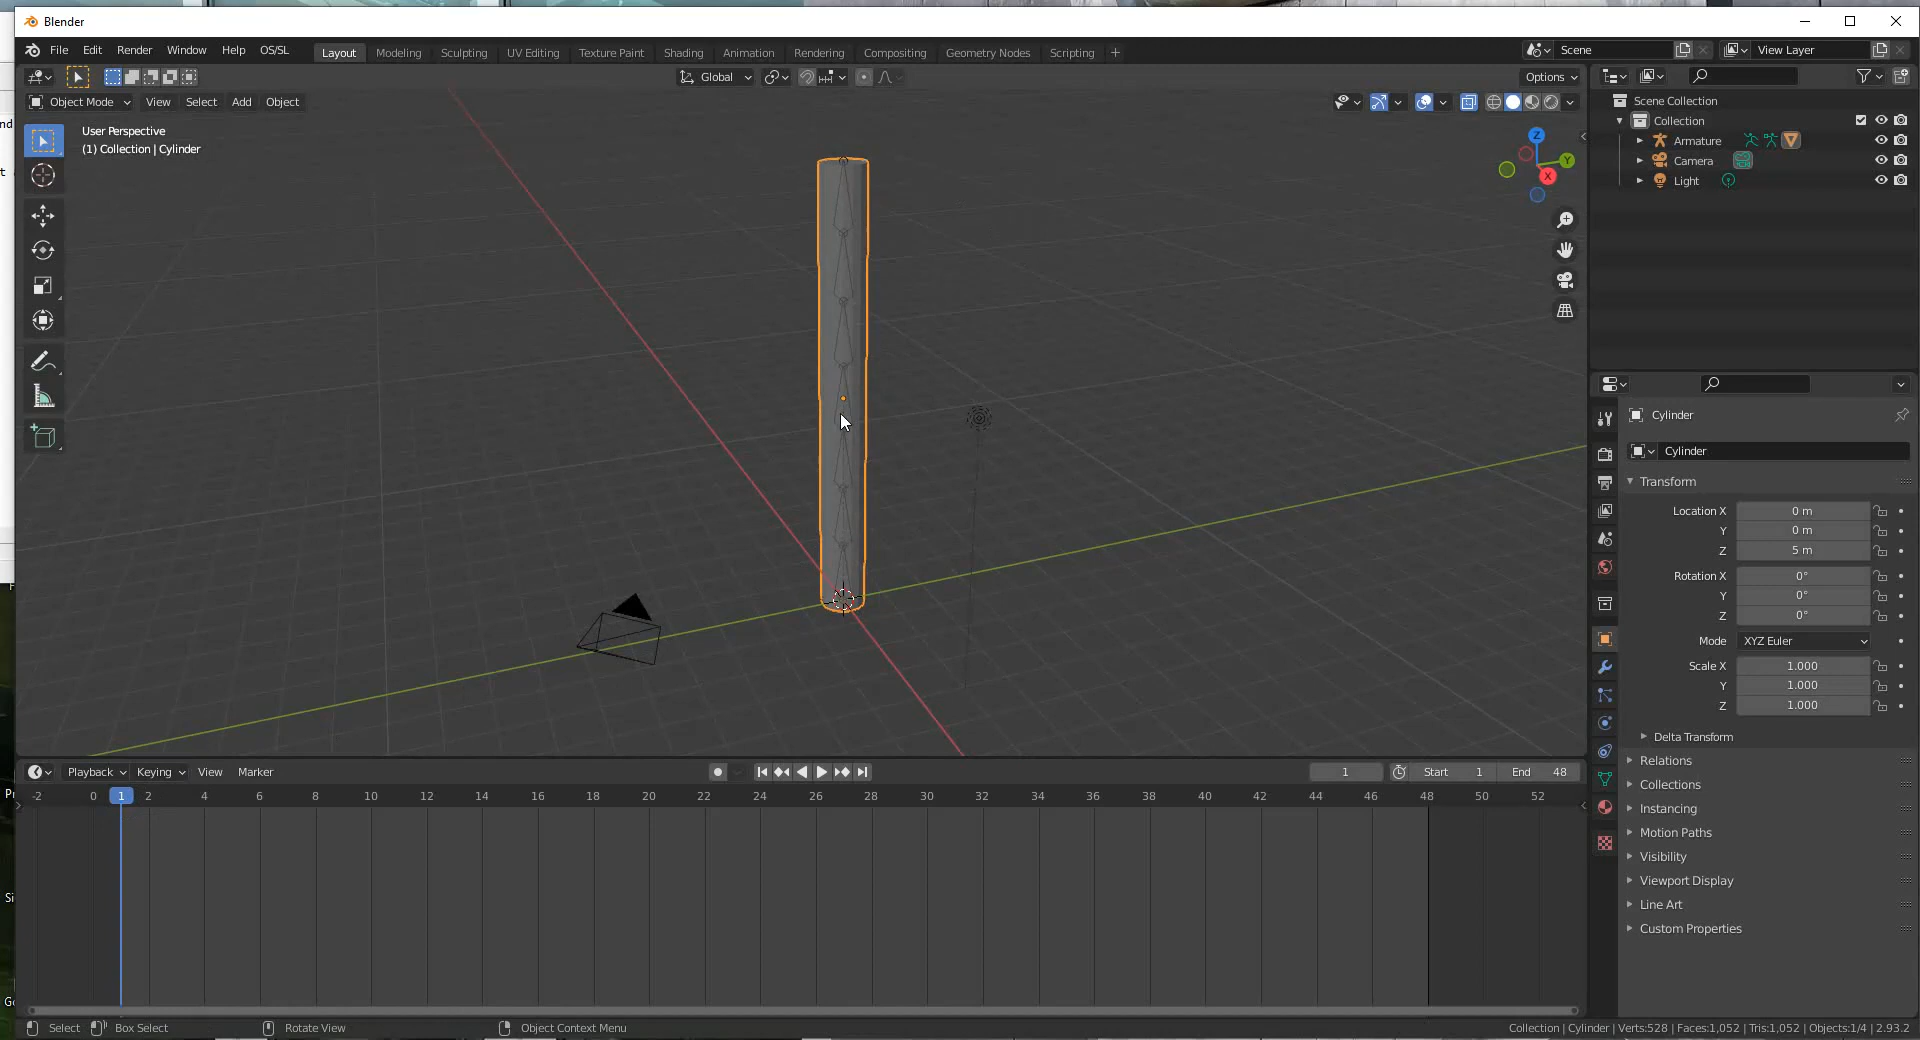 Blender
File Edit Render Window Help OS/SL Layout Modeling Sculpting UV Editing Texture Paint Shading Animation Rendering Compositing Geometry Nodes Scripting + Scene View Layer
Global Options
Object Mode View Select Add Object
User Perspective
(1) Collection | Cylinder
Z
Y
X
Scene Collection
Collection
Armature
Camera
Light
Cylinder
Cylinder
Transform
Location X 0 m
Y 0 m
Z 5 m
Rotation X 0°
Y 0°
Z 0°
Mode XYZ Euler
Scale X 1.000
Y 1.000
Z 1.000
Delta Transform
Relations
Collections
Instancing
Motion Paths
Visibility
Viewport Display
Line Art
Custom Properties
Playback Keying View Marker 1 Start 1 End 48
-2 0 1 2 4 6 8 10 12 14 16 18 20 22 24 26 28 30 32 34 36 38 40 42 44 46 48 50 52
Select Box Select Rotate View Object Context Menu Collection | Cylinder | Verts:528 | Faces:1,052 | Tris:1,052 | Objects:1/4 | 2.93.2